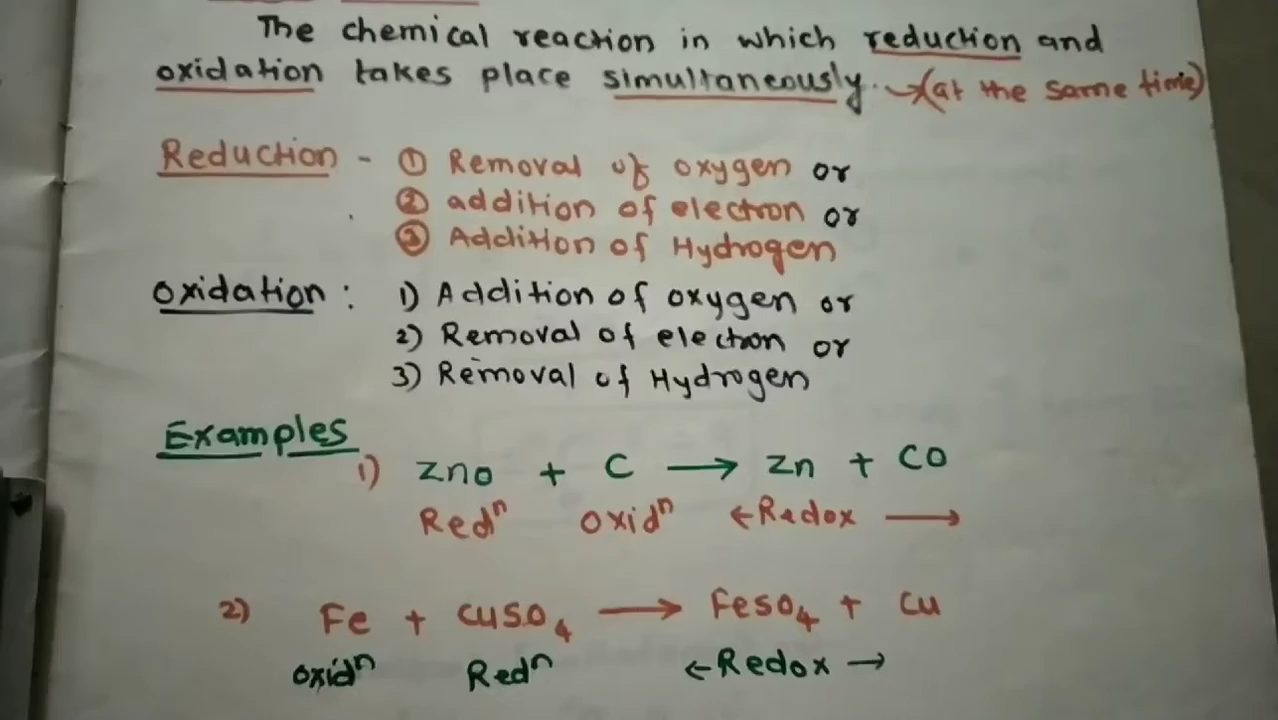 The chemical reaction in which reduction and
oxidation takes place simultaneously. →(at the same time)
Reduction - ① Removal of oxygen or
② addition of electron or
③ Addition of Hydrogen
Oxidation : 1) Addition of oxygen or
2) Removal of electron or
3) Removal of Hydrogen
Examples
1) ZnO + C → Zn + CO
Redⁿ Oxidⁿ ← Redox →
2) Fe + CuSO₄ → FeSO₄ + Cu
Oxidⁿ Redⁿ ← Redox →